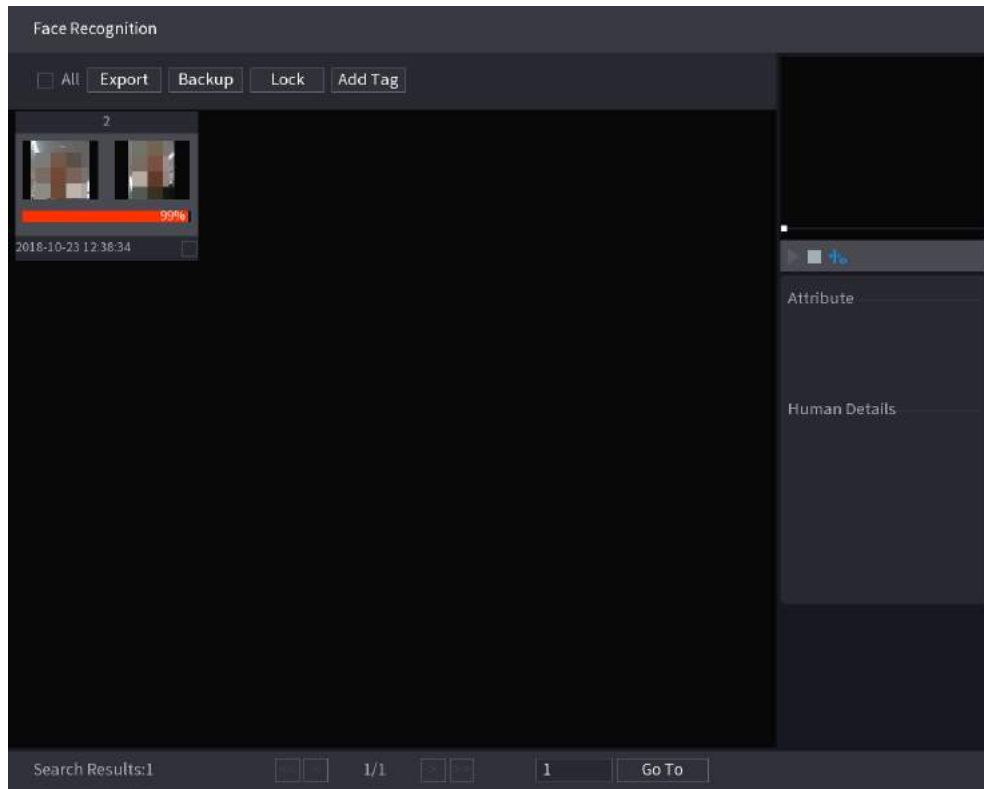 Face Recognition
All Export Backup Lock Add Tag
2
99%
2018-10-23 12:38:34
Attribute
Human Details
Search Results:1 1/1 1 Go To